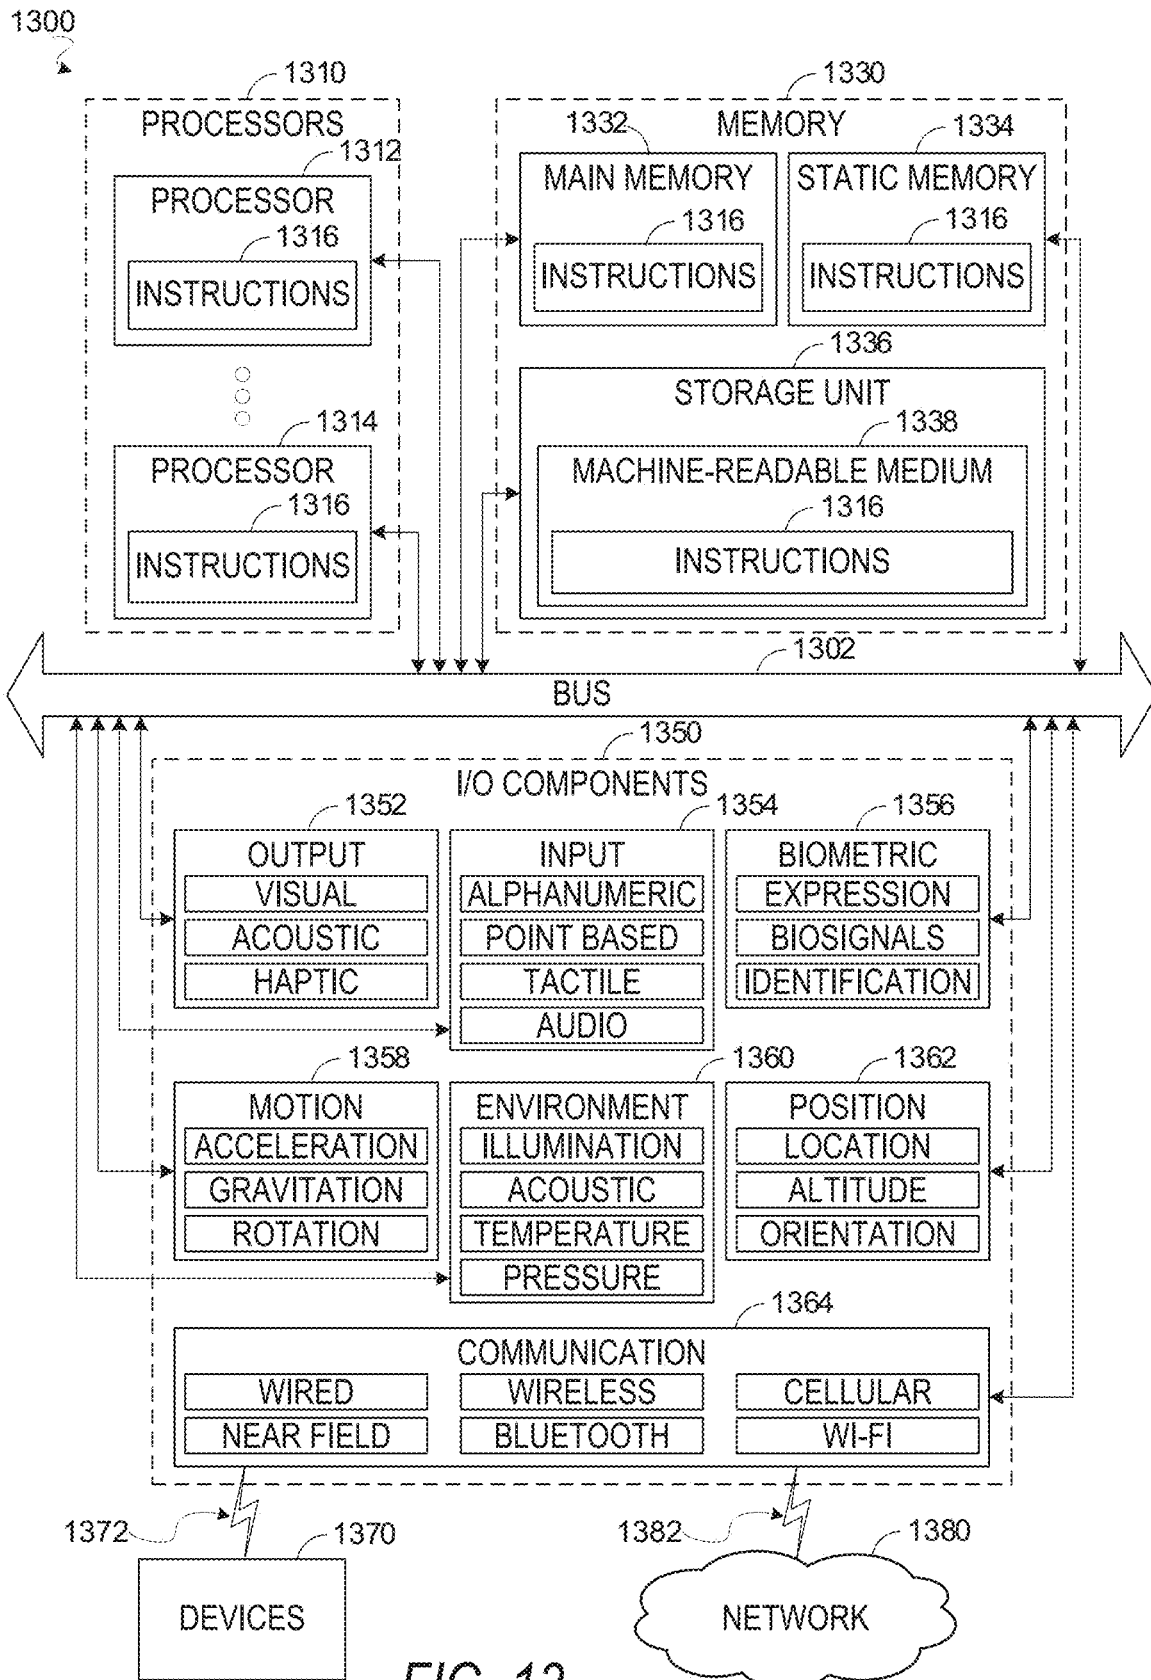 1300
1310
PROCESSORS
1312
PROCESSOR
1316
INSTRUCTIONS
1314
PROCESSOR
1316
INSTRUCTIONS
1330
MEMORY
1332
MAIN MEMORY
1316
INSTRUCTIONS
1334
STATIC MEMORY
1316
INSTRUCTIONS
1336
STORAGE UNIT
1338
MACHINE-READABLE MEDIUM
1316
INSTRUCTIONS
1302
BUS
1350
I/O COMPONENTS
1352
OUTPUT
VISUAL
ACOUSTIC
HAPTIC
1354
INPUT
ALPHANUMERIC
POINT BASED
TACTILE
AUDIO
1356
BIOMETRIC
EXPRESSION
BIOSIGNALS
IDENTIFICATION
1358
MOTION
ACCELERATION
GRAVITATION
ROTATION
1360
ENVIRONMENT
ILLUMINATION
ACOUSTIC
TEMPERATURE
PRESSURE
1362
POSITION
LOCATION
ALTITUDE
ORIENTATION
1364
COMMUNICATION
WIRED
WIRELESS
CELLULAR
NEAR FIELD
BLUETOOTH
WI-FI
1372
1370
DEVICES
1382
1380
NETWORK
FIG. 13